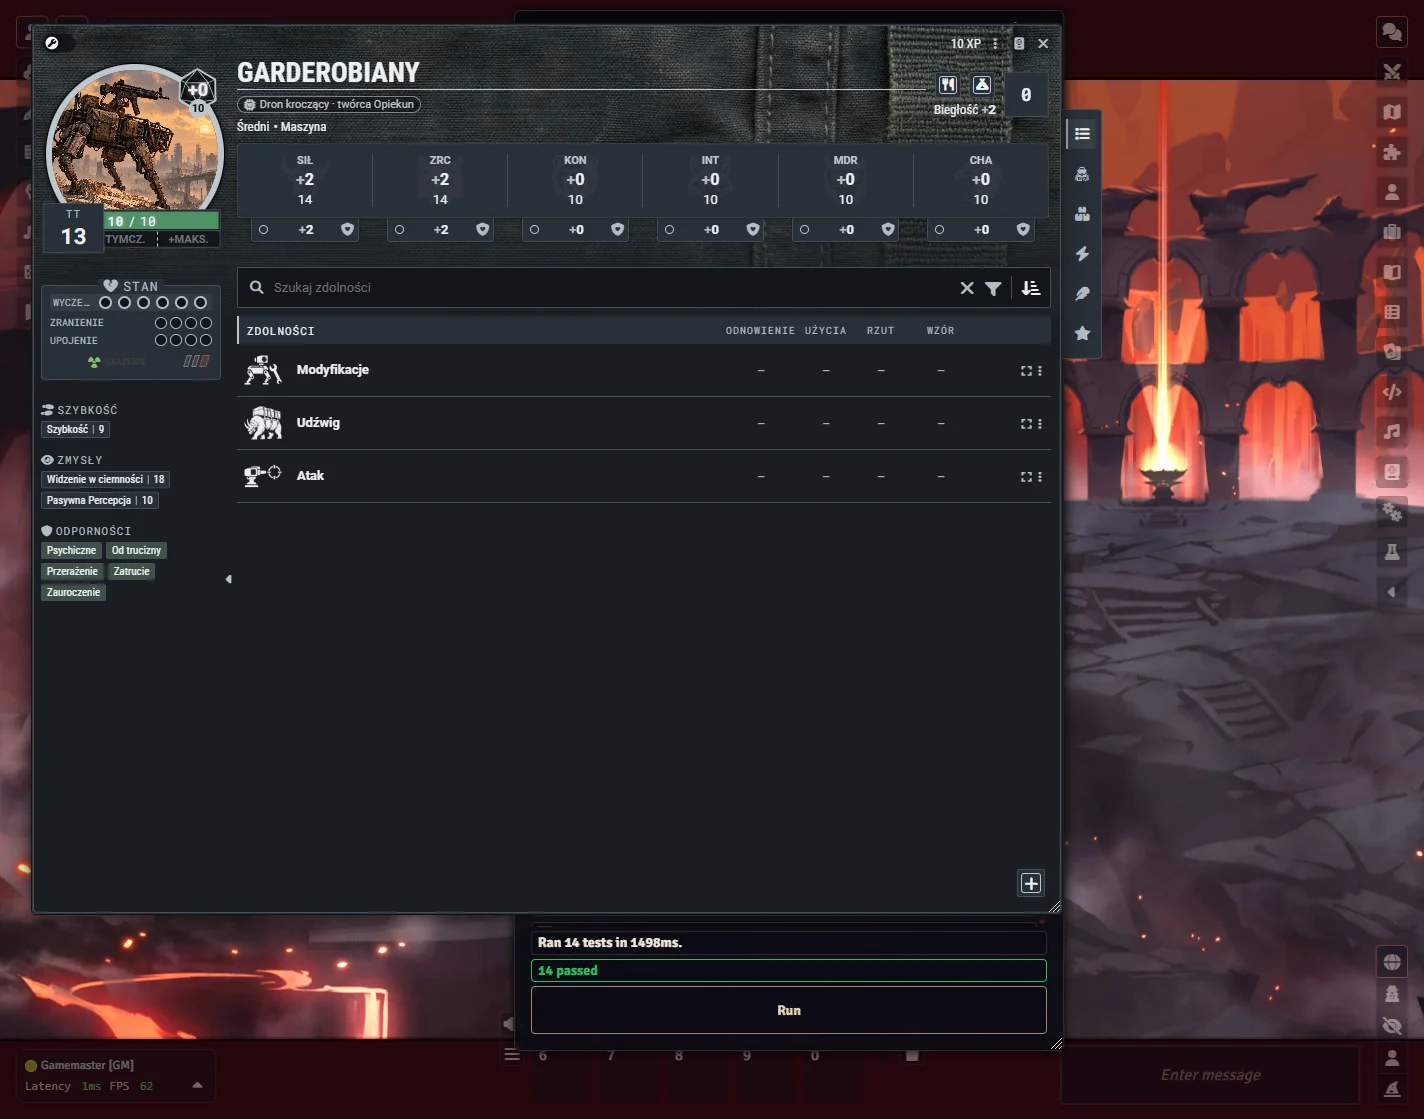 10 XP
GARDEROBIANY
+0
10
Dron kroczący · twórca Opiekun
Biegłość +2
0
Średni • Maszyna
SIŁ ZRC KON INT MDR CHA
+2 +2 +0 +0 +0 +0
14 14 10 10 10 10
+2 +2 +0 +0 +0 +0
TT
13
10 / 10
TYMCZ. +MAKS.
STAN
WYCZE…
ZRANIENIE
UPOJENIE
SZYBKOŚĆ
Szybkość | 9
ZMYSŁY
Widzenie w ciemności | 18
Pasywna Percepcja | 10
ODPORNOŚCI
Psychiczne Od trucizny
Przerażenie Zatrucie
Zauroczenie
Szukaj zdolności
ZDOLNOŚCI ODNOWIENIE UŻYCIA RZUT WZÓR
Modyfikacje – – – –
Udźwig – – – –
Atak – – – –
Ran 14 tests in 1498ms.
14 passed
Run
6 7 8 9 0
Gamemaster [GM]
Latency 1ms FPS 62
Enter message